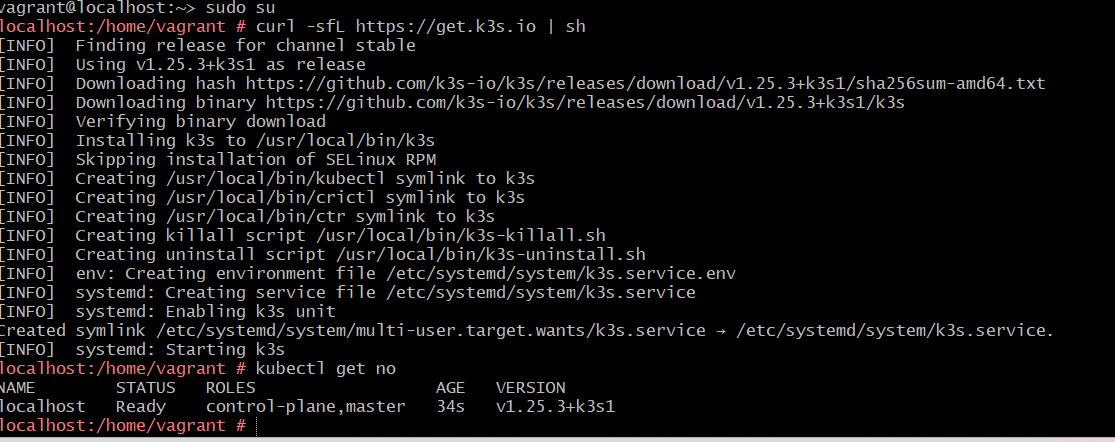 vagrant@localhost:~> sudo su
localhost:/home/vagrant # curl -sfL https://get.k3s.io | sh
[INFO]  Finding release for channel stable
[INFO]  Using v1.25.3+k3s1 as release
[INFO]  Downloading hash https://github.com/k3s-io/k3s/releases/download/v1.25.3+k3s1/sha256sum-amd64.txt
[INFO]  Downloading binary https://github.com/k3s-io/k3s/releases/download/v1.25.3+k3s1/k3s
[INFO]  Verifying binary download
[INFO]  Installing k3s to /usr/local/bin/k3s
[INFO]  Skipping installation of SELinux RPM
[INFO]  Creating /usr/local/bin/kubectl symlink to k3s
[INFO]  Creating /usr/local/bin/crictl symlink to k3s
[INFO]  Creating /usr/local/bin/ctr symlink to k3s
[INFO]  Creating killall script /usr/local/bin/k3s-killall.sh
[INFO]  Creating uninstall script /usr/local/bin/k3s-uninstall.sh
[INFO]  env: Creating environment file /etc/systemd/system/k3s.service.env
[INFO]  systemd: Creating service file /etc/systemd/system/k3s.service
[INFO]  systemd: Enabling k3s unit
Created symlink /etc/systemd/system/multi-user.target.wants/k3s.service → /etc/systemd/system/k3s.service.
[INFO]  systemd: Starting k3s
localhost:/home/vagrant # kubectl get no
NAME        STATUS   ROLES                  AGE   VERSION
localhost   Ready    control-plane,master   34s   v1.25.3+k3s1
localhost:/home/vagrant #